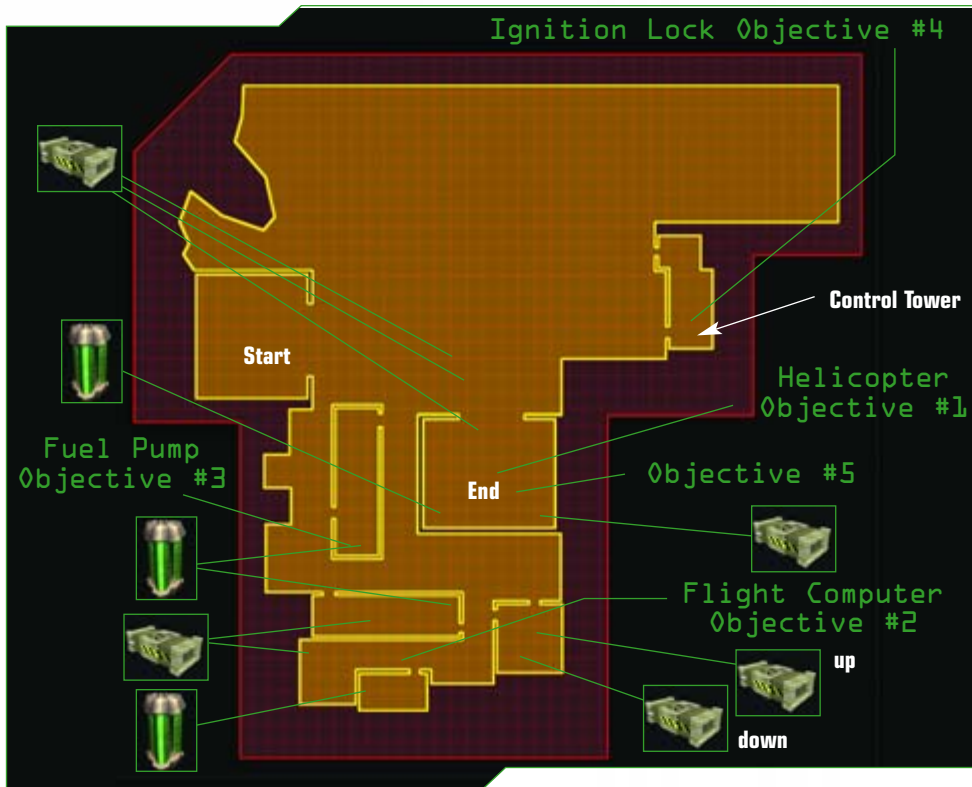 Ignition Lock Objective #4
Control Tower
Start
Helicopter
Objective #1
Fuel Pump
Objective #3
Objective #5
End
Flight Computer
Objective #2
up
down